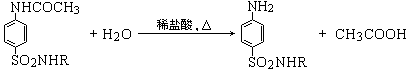 NHCOCH3
NH2
+ H2O
稀盐酸,△
+ CH3COOH
SO2NHR
SO2NHR